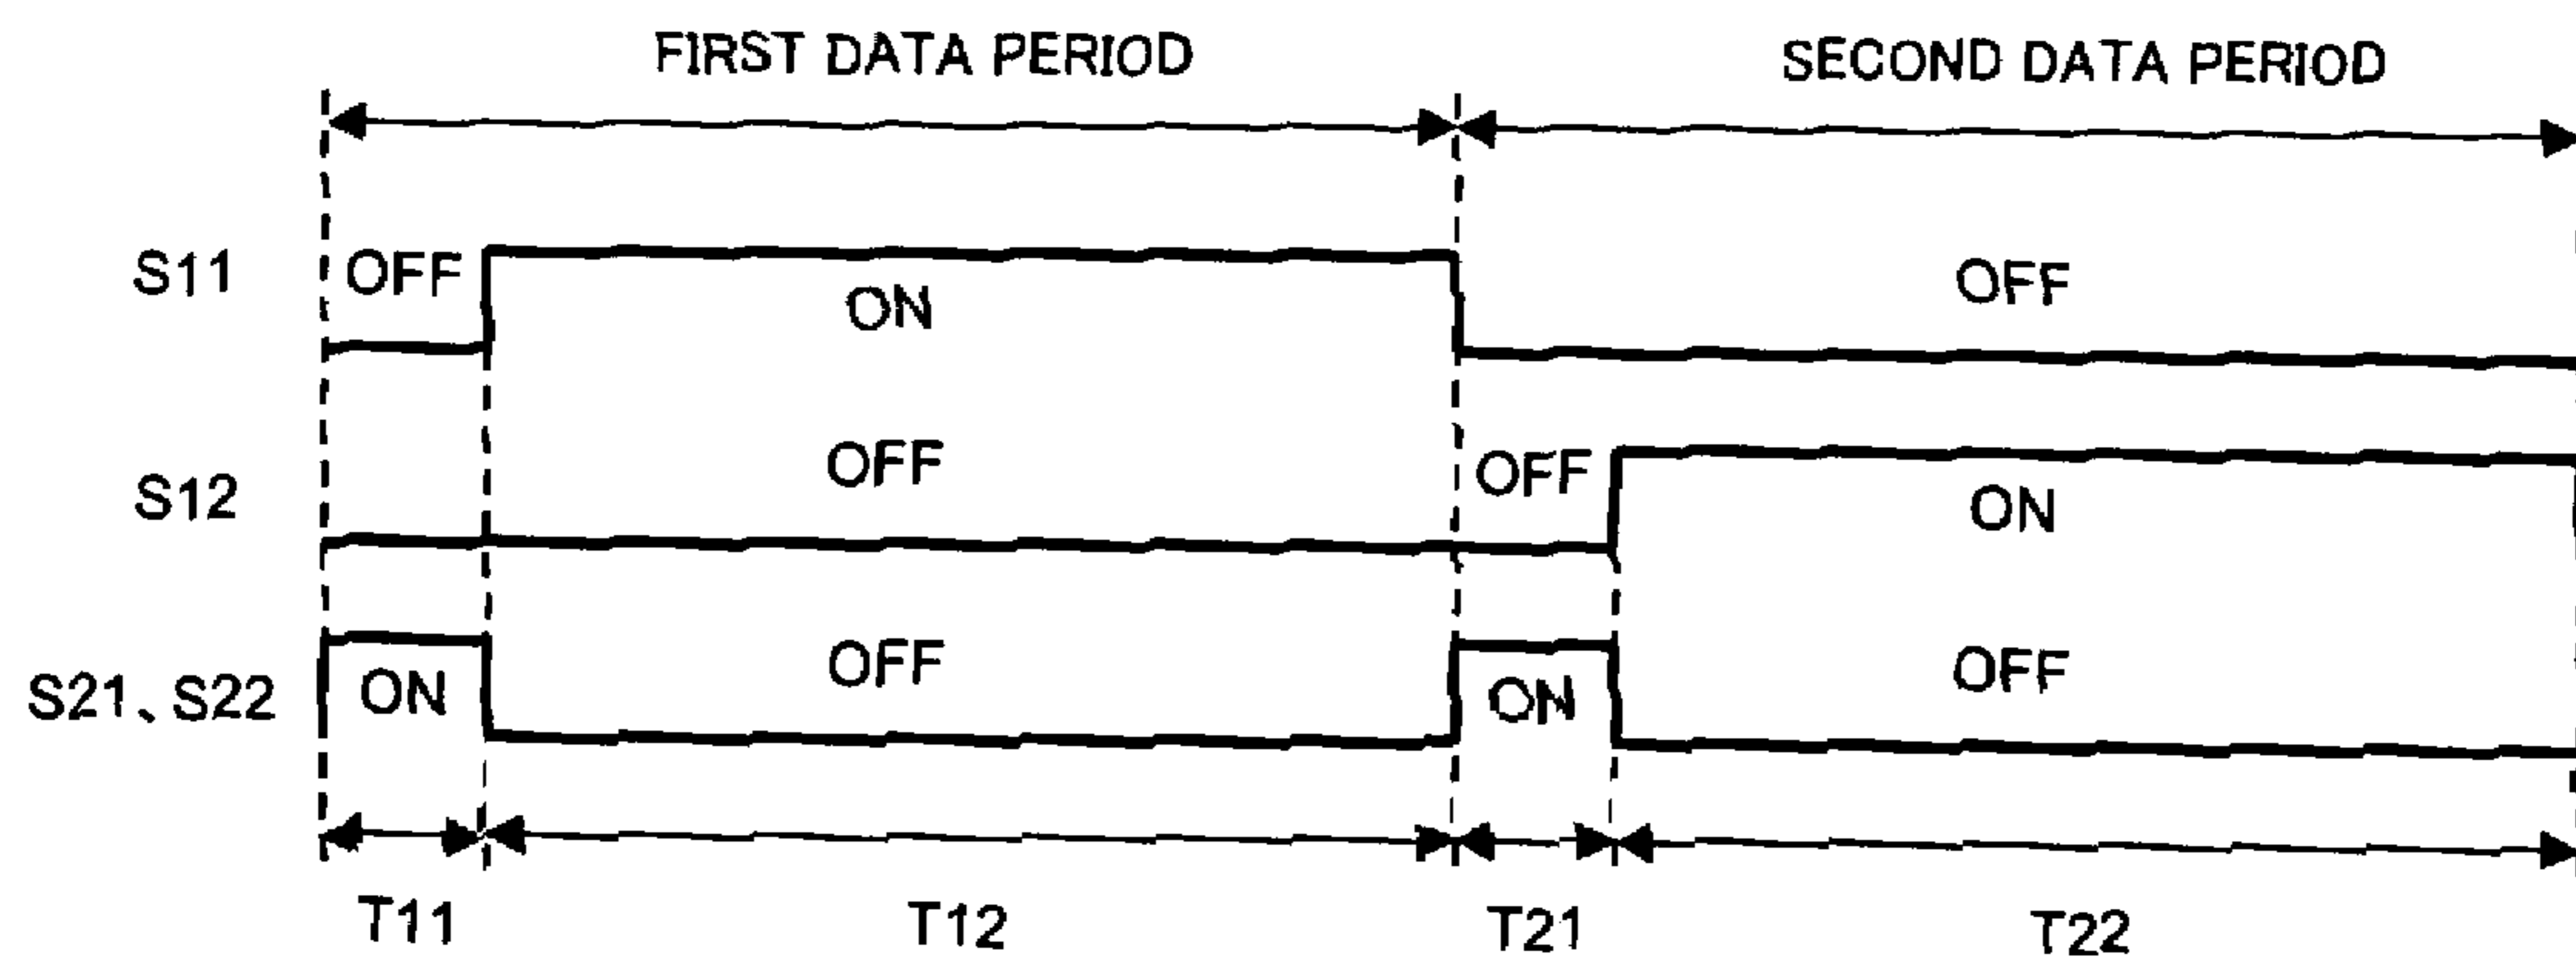 FIRST DATA PERIOD
SECOND DATA PERIOD
S11
OFF
ON
OFF
S12
OFF
OFF
ON
S21、S22
ON
OFF
ON
OFF
T11
T12
T21
T22